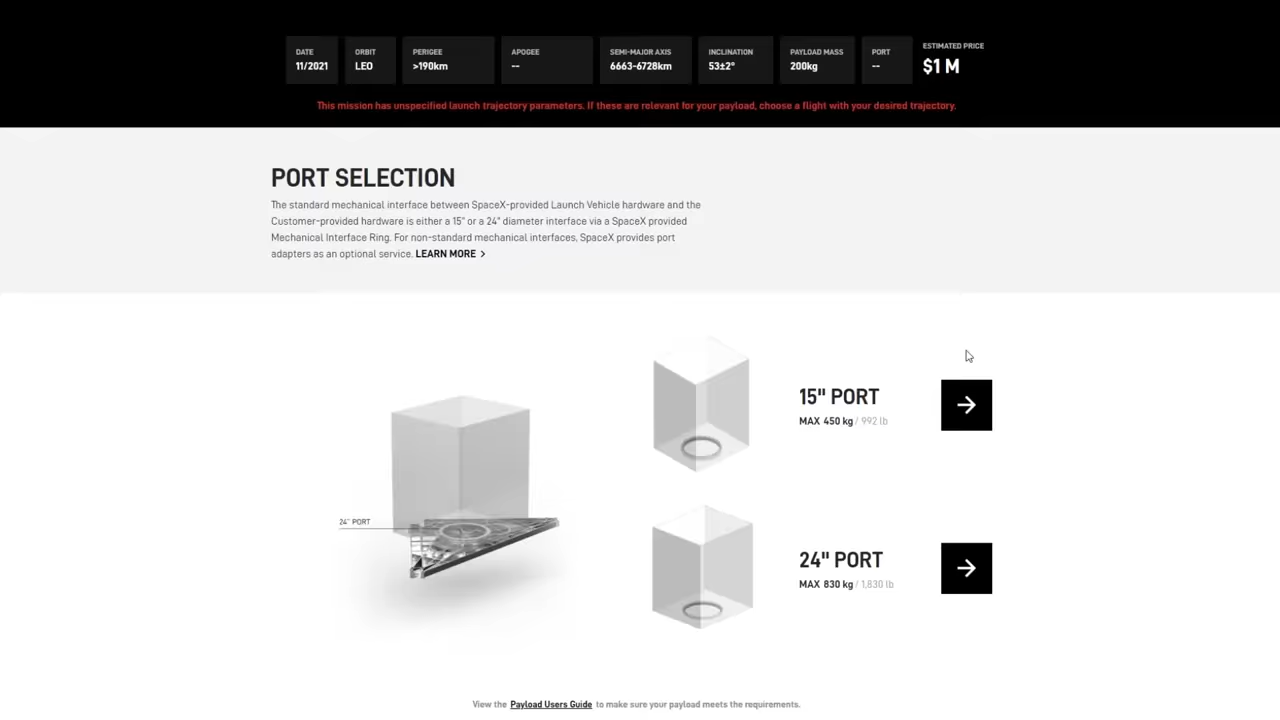 DATE
11/2021
ORBIT
LEO
PERIGEE
>190km
APOGEE
--
SEMI-MAJOR AXIS
6663-6728km
INCLINATION
53±2°
PAYLOAD MASS
200kg
PORT
--
ESTIMATED PRICE
$1 M
This mission has unspecified launch trajectory parameters. If these are relevant for your payload, choose a flight with your desired trajectory.
PORT SELECTION
The standard mechanical interface between SpaceX-provided Launch Vehicle hardware and the
Customer-provided hardware is either a 15" or a 24" diameter interface via a SpaceX provided
Mechanical Interface Ring. For non-standard mechanical interfaces, SpaceX provides port
adapters as an optional service. LEARN MORE >
24" PORT
15" PORT
MAX 450 kg / 992 lb
24" PORT
MAX 830 kg / 1,830 lb
View the Payload Users Guide to make sure your payload meets the requirements.